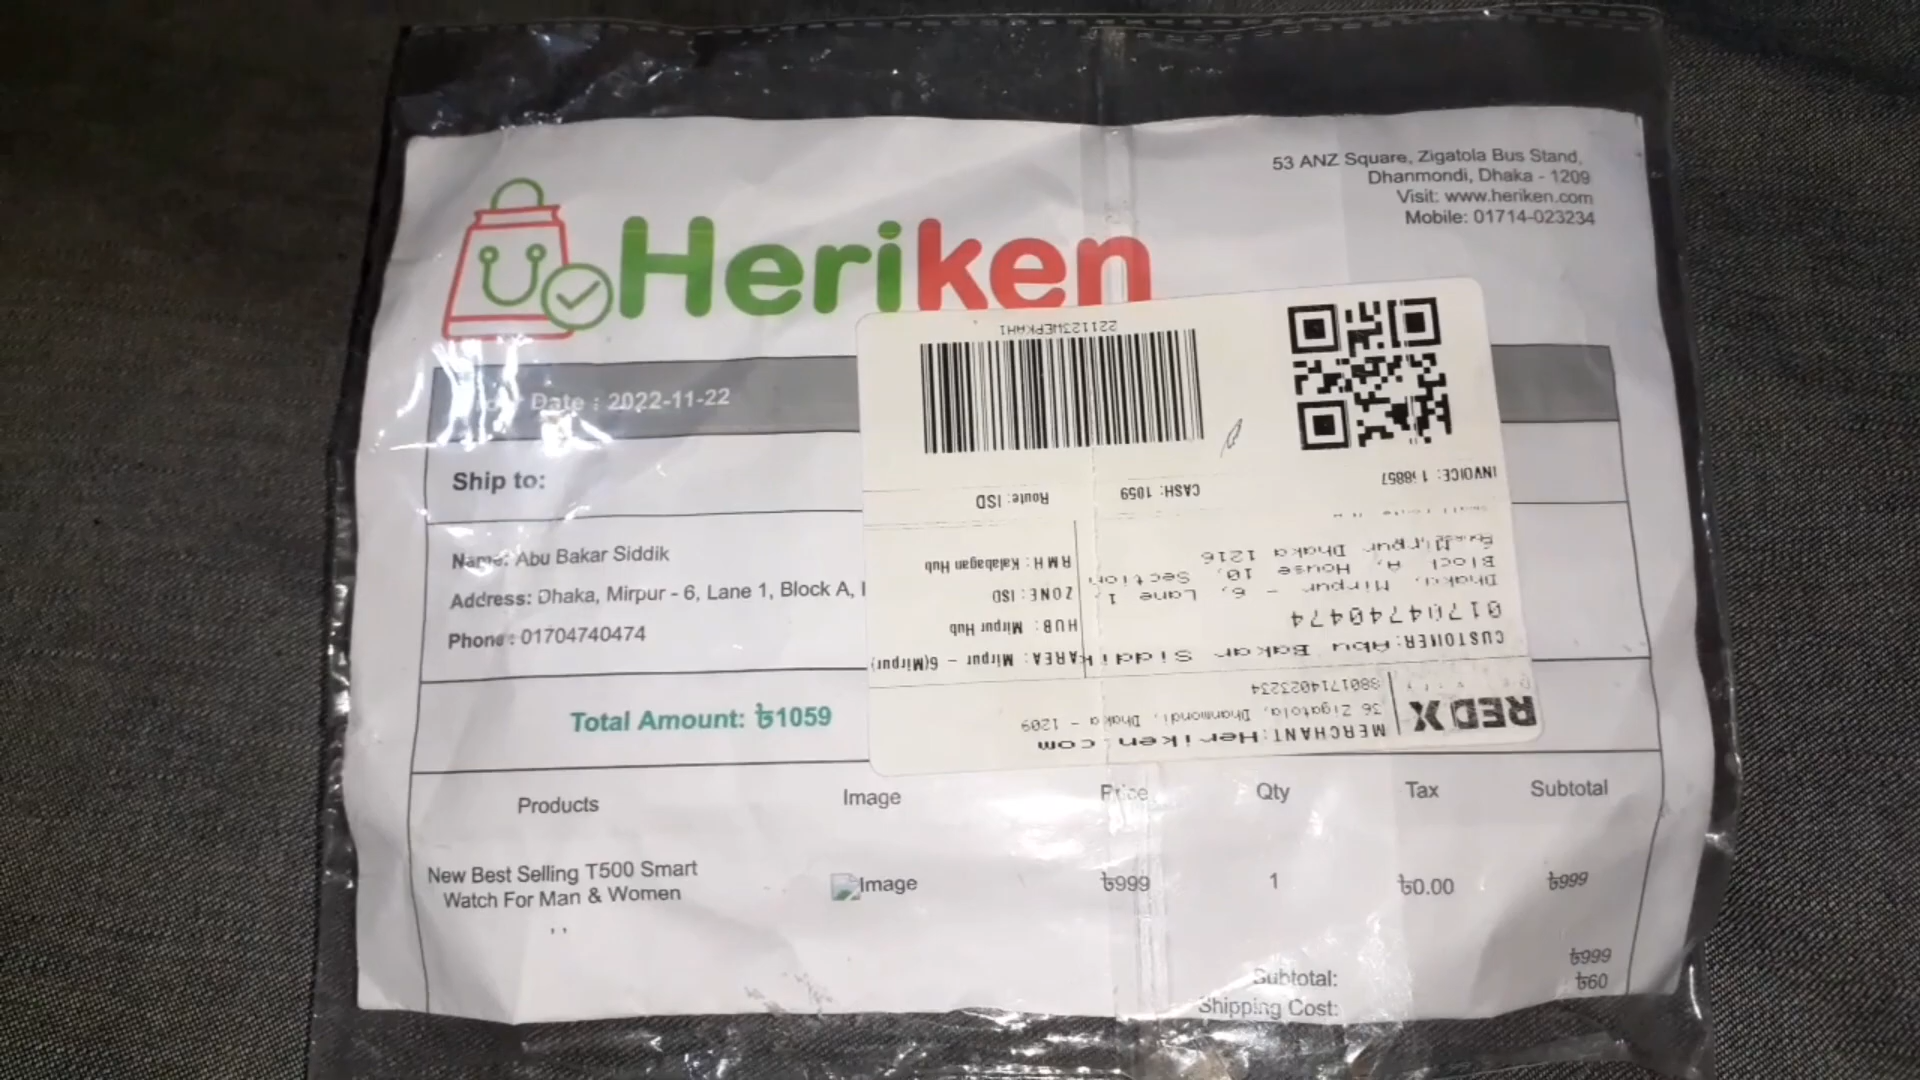 Heriken
53 ANZ Square, Zigatola Bus Stand,
Dhanmondi, Dhaka - 1209
Visit: www.heriken.com
Mobile: 01714-023234
Date : 2022-11-22
Ship to:
Name: Abu Bakar Siddik
Address: Dhaka, Mirpur - 6, Lane 1, Block A,
Phone : 01704740474
Total Amount: ৳1059
Products Image Price Qty Tax Subtotal
New Best Selling T500 Smart
Watch For Man & Women
Image ৳999 1 ৳0.00 ৳999
Subtotal: ৳999
Shipping Cost: ৳60
REDX
MERCHANT:Heriken.com
36 Zigatola, Dhanmondi, Dhaka - 1209
8801714023234
CUSTOMER:Abu Bakar Siddik
01704740474
Dhaka, Mirpur - 6, Lane 1,
Block A, House 10, Section
6, Mirpur Dhaka 1216
AREA: Mirpur - 6(Mirpur)
HUB: Mirpur Hub
ZONE: ISD
RMH: Kalabagan Hub
INVOICE:
CASH: 1059
Route: ISD